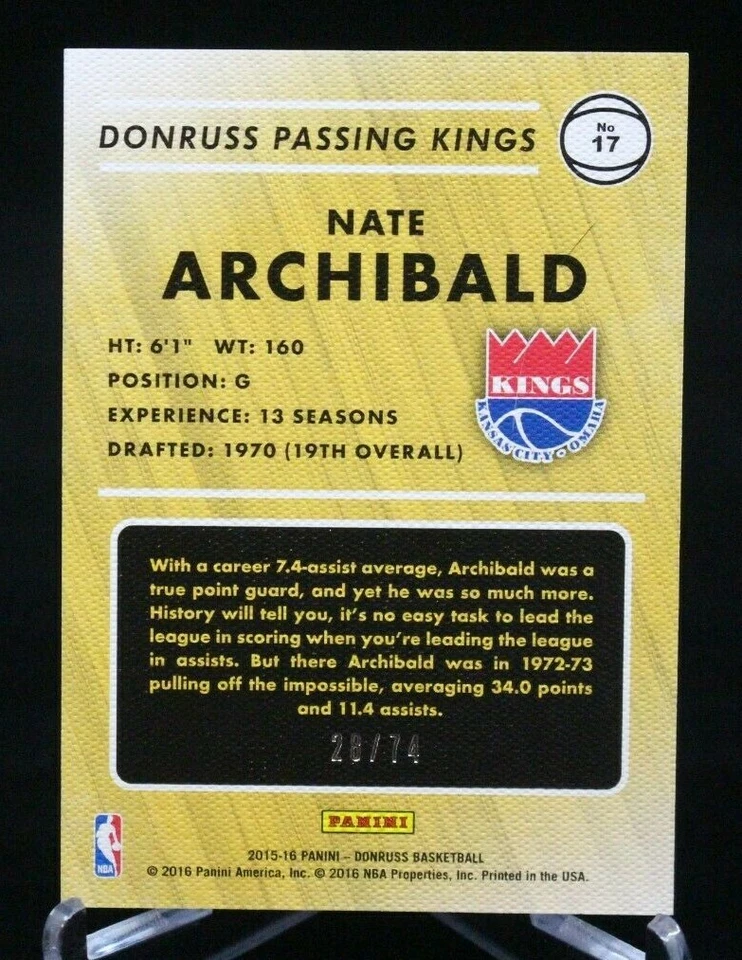 DONRUSS PASSING KINGS
No
17
NATE
ARCHIBALD
HT: 6'1" WT: 160
POSITION: G
EXPERIENCE: 13 SEASONS
DRAFTED: 1970 (19TH OVERALL)
KINGS
KANSAS CITY - OMAHA
With a career 7.4-assist average, Archibald was a
true point guard, and yet he was so much more.
History will tell you, it's no easy task to lead the
league in scoring when you're leading the league
in assists. But there Archibald was in 1972-73
pulling off the impossible, averaging 34.0 points
and 11.4 assists.
28/74
PANINI
NBA
2015-16 PANINI – DONRUSS BASKETBALL
© 2016 Panini America, Inc. © 2016 NBA Properties, Inc. Printed in the USA.